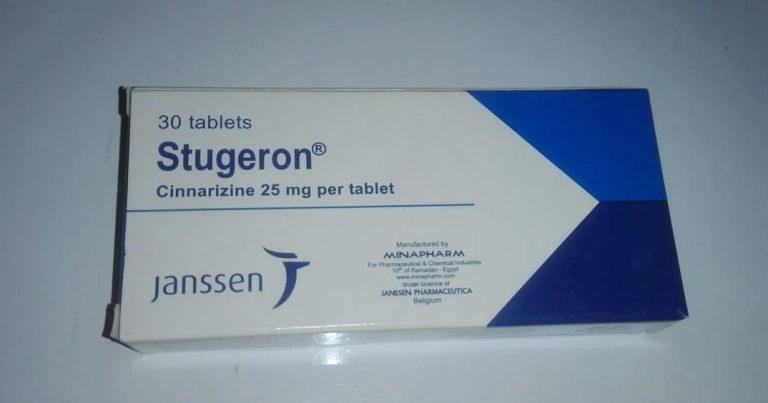 30 tablets
Stugeron®
Cinnarizine 25 mg per tablet
Janssen
Manufactured by
MINAPHARM
For Pharmaceutical & Chemical Industries
10th of Ramadan - Egypt
www.minapharm.com
Under Licence of
JANSSEN PHARMACEUTICA
Belgium